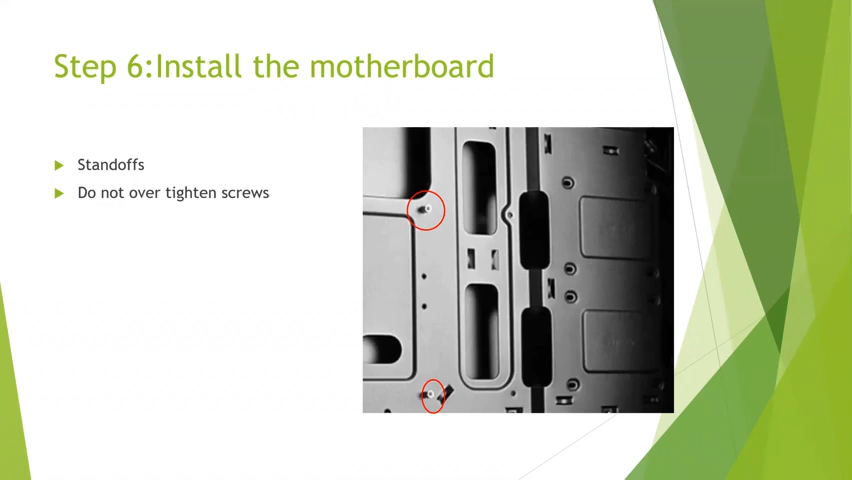 Step 6:Install the motherboard
Standoffs
Do not over tighten screws